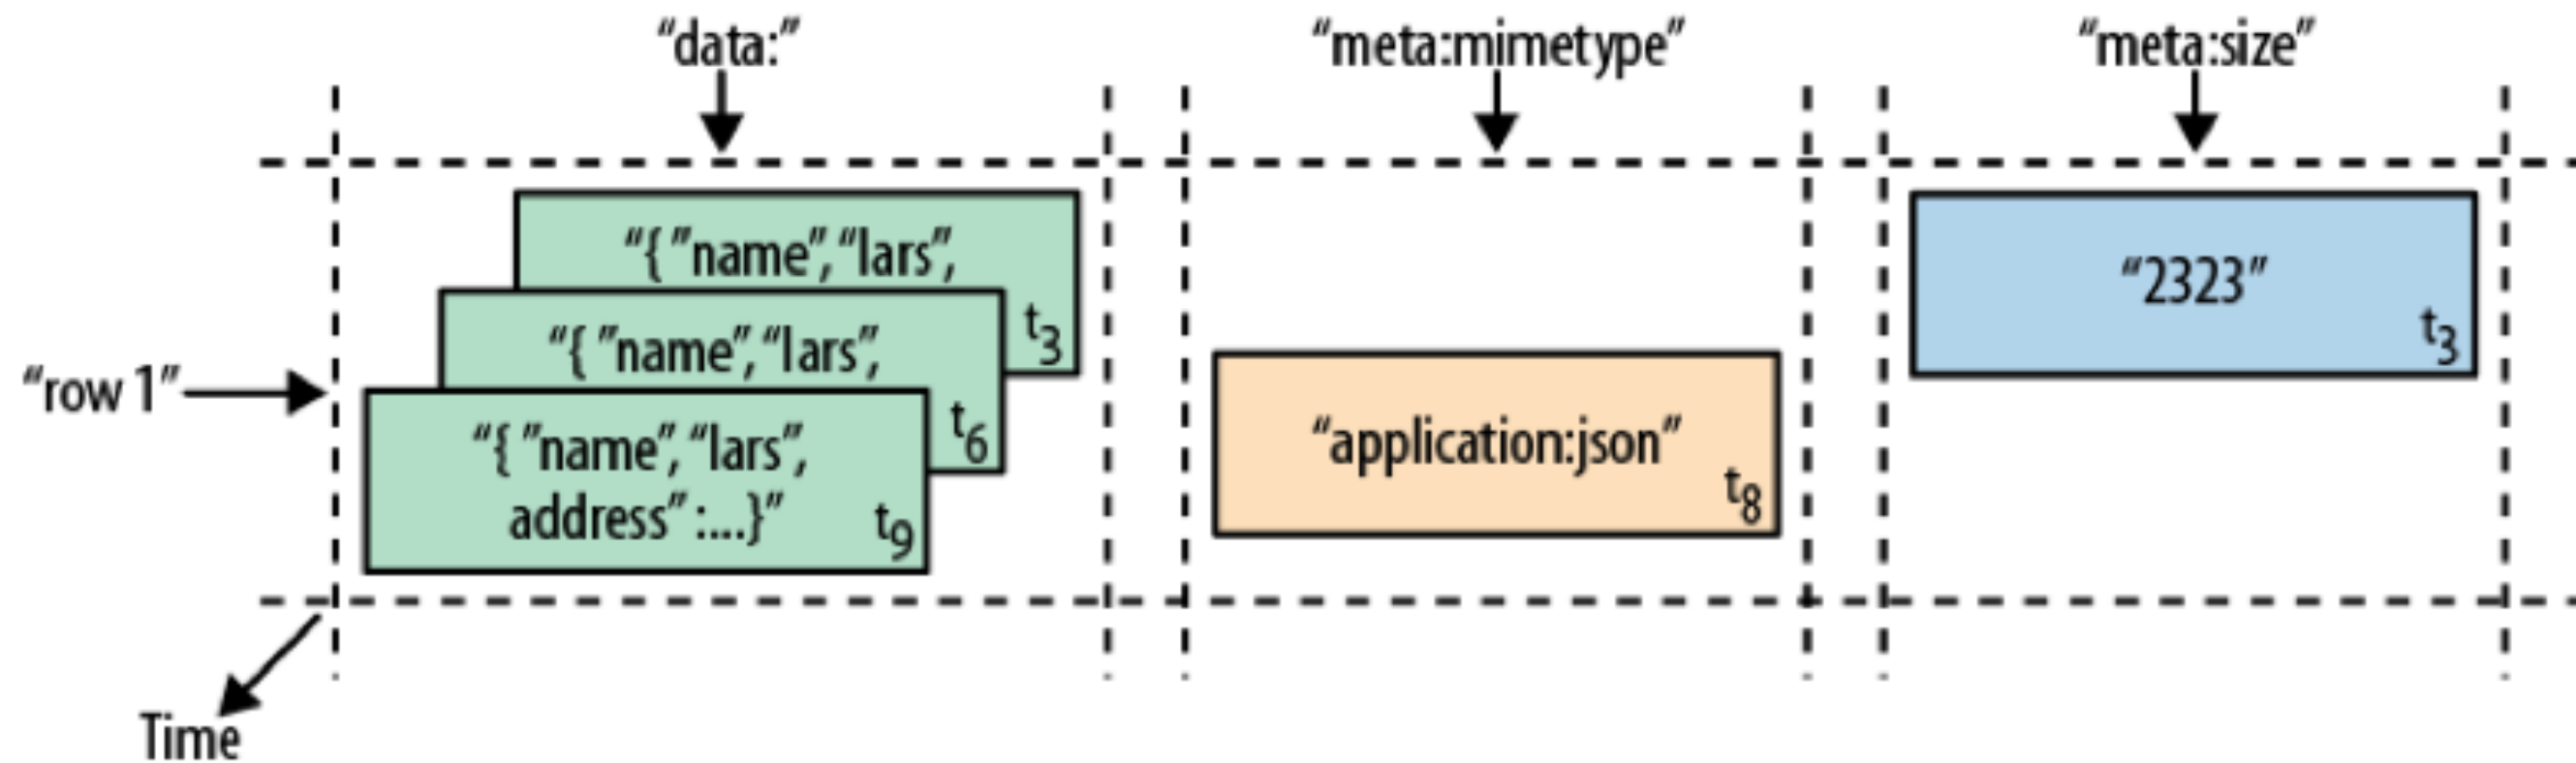 “data:”
“meta:mimetype”
“meta:size”
“{ ”name”, “lars”,
t3
“{ ”name”, “lars”,
t6
“{ ”name”, “lars”,
address” :...}”
t9
“application:json”
t8
“2323”
t3
“row 1”
Time